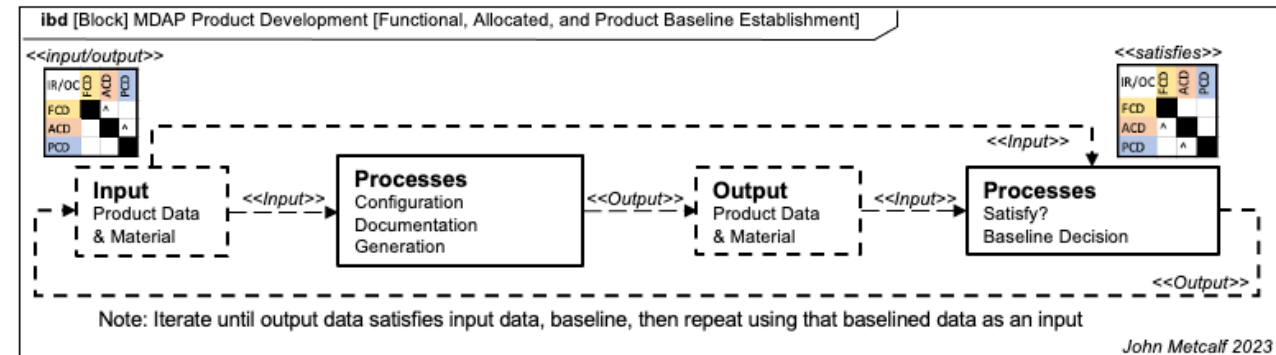 ibd [Block] MDAP Product Development [Functional, Allocated, and Product Baseline Establishment]
<<input/output>>
IR/OC FCD ACD PCD
FCD ^
ACD ^
PCD
<<satisfies>>
IR/OC FCD ACD PCD
FCD
ACD ^
PCD ^
<<Input>>
Input
Product Data
& Material
<<Input>>
Processes
Configuration
Documentation
Generation
<<Output>>
Output
Product Data
& Material
<<Input>>
Processes
Satisfy?
Baseline Decision
<<Output>>
Note: Iterate until output data satisfies input data, baseline, then repeat using that baselined data as an input
John Metcalf 2023